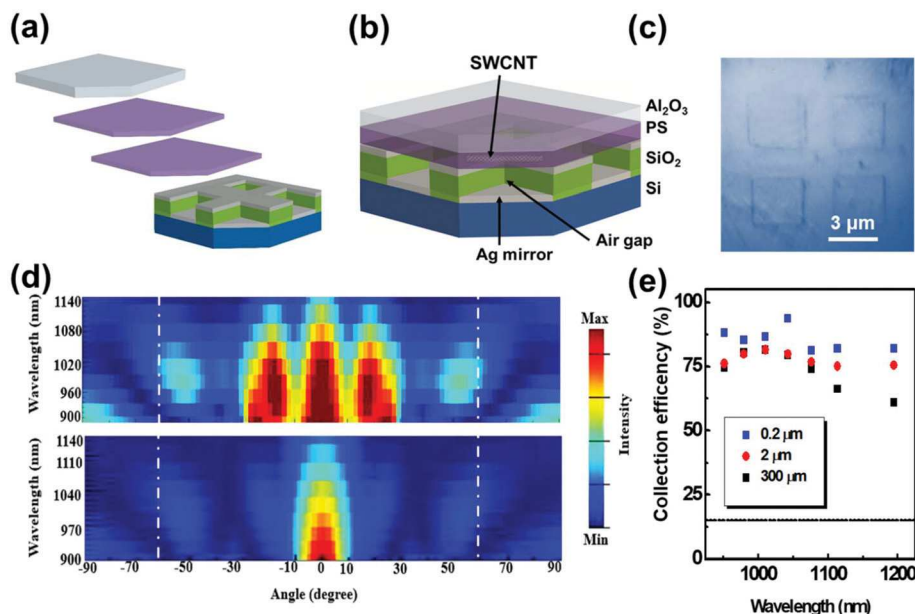 (a)
(b)
SWCNT
Al₂O₃
PS
SiO₂
Si
Air gap
Ag mirror
(c)
3 µm
(d)
Wavelength (nm)
1140
1080
1020
960
900
Wavelength (nm)
1140
1110
1040
970
900
-90 -70 -50 -30 -10 0 10 30 50 70 90
Angle (degree)
Max
Intensity
Min
(e)
Collection efficency (%)
100
75
50
25
0
0.2 µm
2 µm
300 µm
1000 1100 1200
Wavelength (nm)